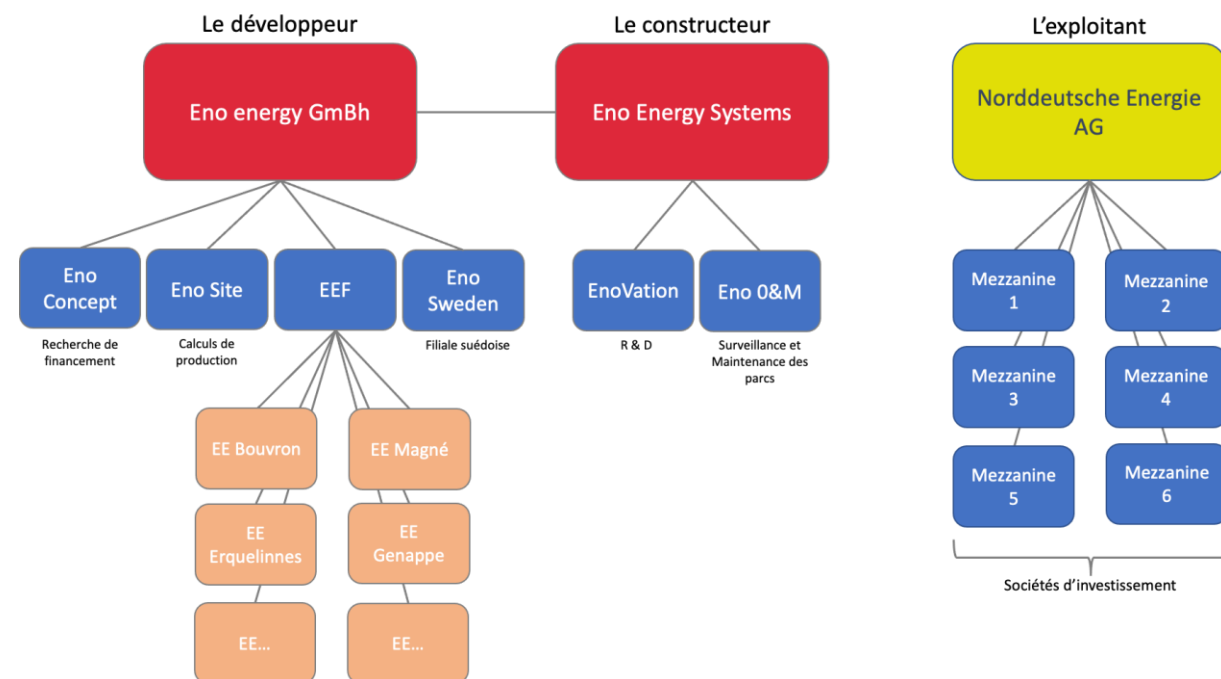 Le développeur
Le constructeur
L'exploitant
Eno energy GmBh
Eno Energy Systems
Norddeutsche Energie
AG
Eno
Concept
Eno Site
EEF
Eno
Sweden
EnoVation
Eno 0&M
Mezzanine
1
Mezzanine
2
Recherche de
financement
Calculs de
production
Filiale suédoise
R & D
Surveillance et
Maintenance des
parcs
Mezzanine
3
Mezzanine
4
EE Bouvron
EE Magné
Mezzanine
5
Mezzanine
6
EE
Erquelinnes
EE
Genappe
Sociétés d'investissement
EE...
EE...